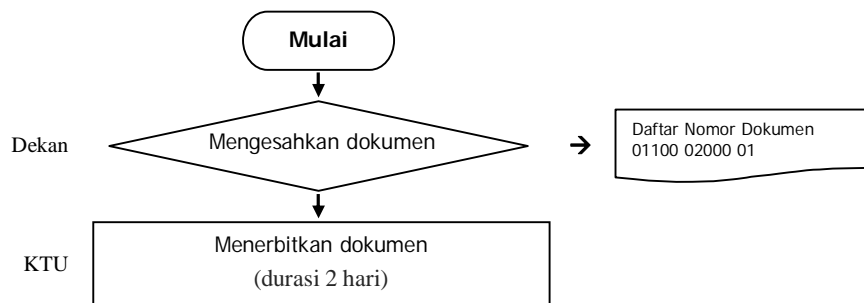 Mulai
Dekan
Mengesahkan dokumen
Daftar Nomor Dokumen
01100 02000 01
KTU
Menerbitkan dokumen
(durasi 2 hari)